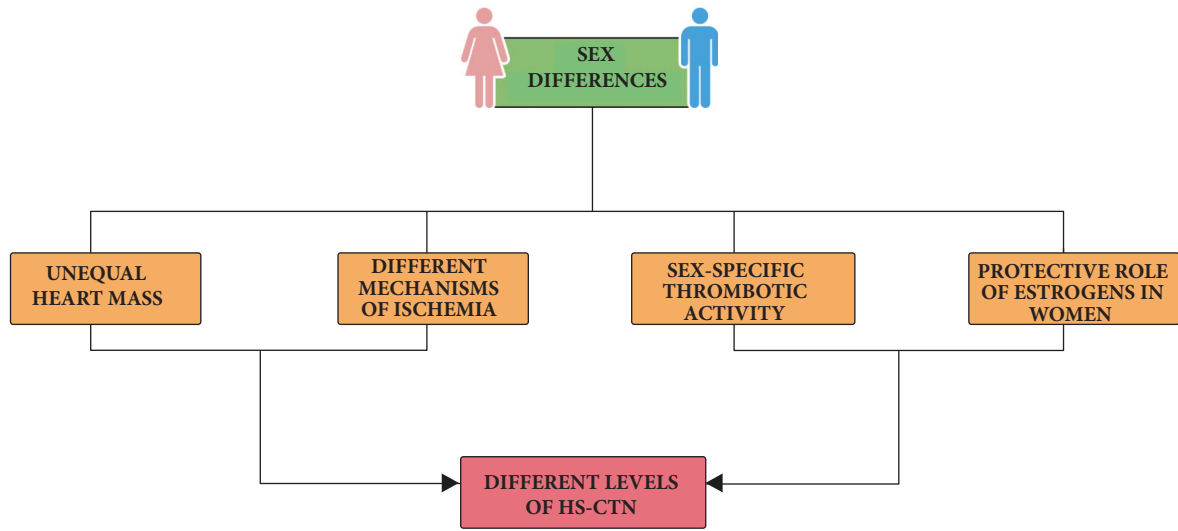 SEX
DIFFERENCES
UNEQUAL
HEART MASS
DIFFERENT
MECHANISMS
OF ISCHEMIA
SEX-SPECIFIC
THROMBOTIC
ACTIVITY
PROTECTIVE ROLE
OF ESTROGENS IN
WOMEN
DIFFERENT LEVELS
OF HS-CTN